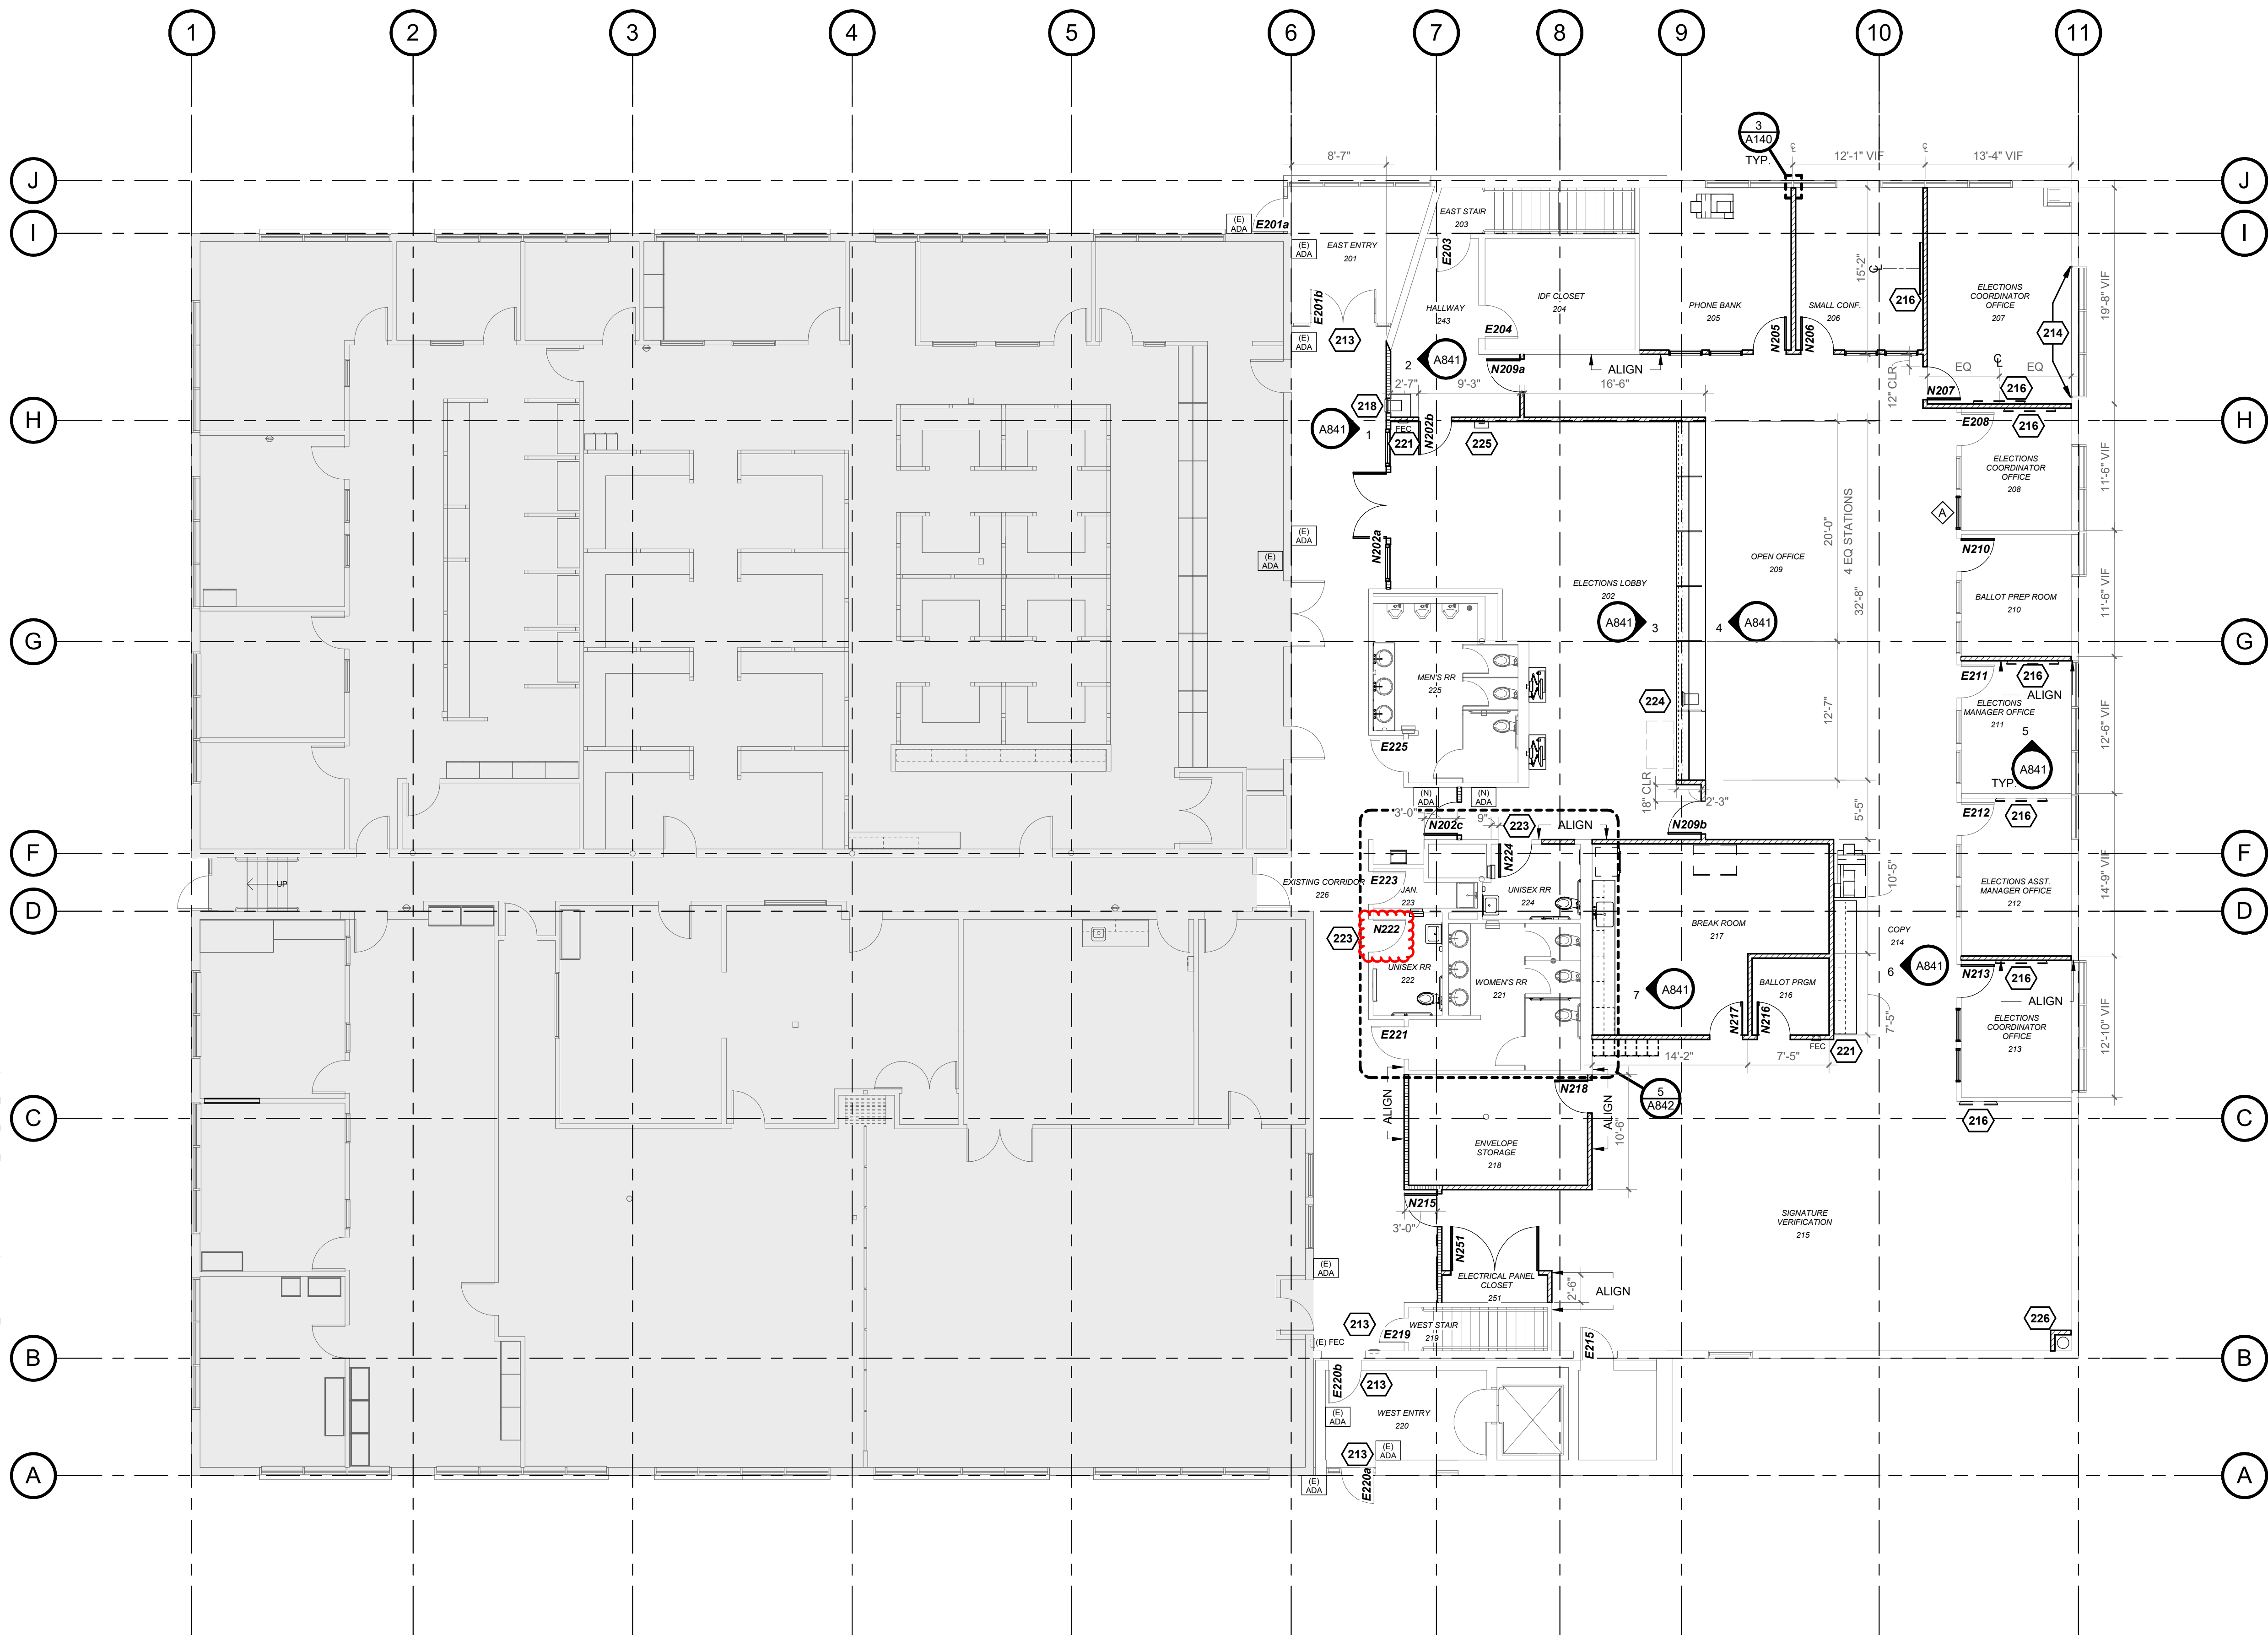 1 2 3 4 5 6 7 8 9 10 11
3
A140
TYP.
8'-7"
℄
12'-1" VIF
℄
13'-4" VIF
J J
I I
(E)
ADA
E201a
(E)
ADA
EAST ENTRY
201
EAST STAIR
203
E203
IDF CLOSET
204
HALLWAY
243
E204
E201b
213
(E)
ADA
PHONE BANK
205
N205
SMALL CONF.
206
N206
15'-2"
℄
216
ELECTIONS
COORDINATOR
OFFICE
207
214
19'-8" VIF
2
A841
N209a
ALIGN
2'-7"
9'-3"
16'-6"
12" CLR
EQ
℄
EQ
N207
216
H H
218
A841
1
FEC
221
N202b
225
E208
216
ELECTIONS
COORDINATOR
OFFICE
208
11'-6" VIF
A
(E)
ADA
(E)
ADA
N202a
20'-0"
4 EQ STATIONS
OPEN OFFICE
209
N210
ELECTIONS LOBBY
202
BALLOT PREP ROOM
210
11'-6" VIF
32'-8"
A841
3
4
A841
G G
MEN'S RR
225
E211
216
ALIGN
ELECTIONS
MANAGER OFFICE
211
224
12'-7"
5
A841
TYP.
12'-6" VIF
E225
(N)
ADA
(N)
ADA
18" CLR
2'-3"
3'-0"
N202c
9"
223
ALIGN
N209b
5'-5"
E212
216
F F
N224
EXISTING CORRIDOR
226
E223
JAN.
223
UNISEX RR
224
10'-5"
ELECTIONS ASST.
MANAGER OFFICE
212
14'-9" VIF
UP
D D
N222
223
BREAK ROOM
217
COPY
214
6
A841
UNISEX RR
222
WOMEN'S RR
221
7
A841
BALLOT PRGM
216
N213
216
ALIGN
E221
N217
N216
FEC
221
7'-5"
ELECTIONS
COORDINATOR
OFFICE
213
12'-10" VIF
14'-2"
7'-5"
N218
5
A842
ALIGN
ALIGN
10'-6"
C C
216
ENVELOPE
STORAGE
218
N215
3'-0"
SIGNATURE
VERIFICATION
215
N251
(E)
ADA
ELECTRICAL PANEL
CLOSET
251
2'-6"
ALIGN
213
E219
WEST STAIR
219
(E) FEC
E215
226
B B
E220b
213
(E)
ADA
WEST ENTRY
220
213
(E)
ADA
A A
(E)
ADA
E220a